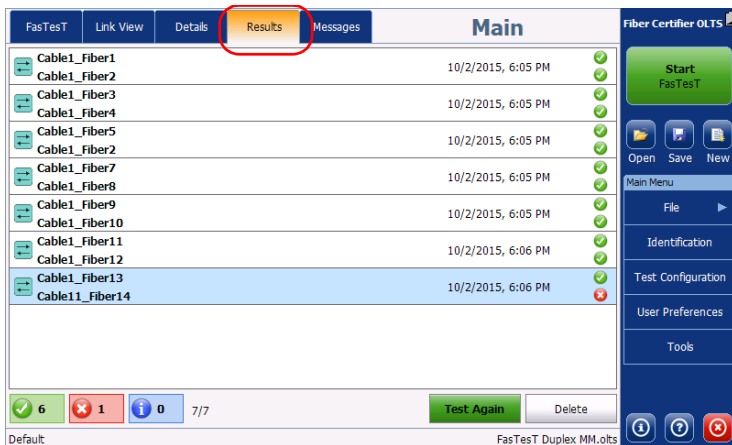 FasTesT Link View Details Results Messages Main Fiber Certifier OLTS
Cable1_Fiber1
Cable1_Fiber2
10/2/2015, 6:05 PM
Cable1_Fiber3
Cable1_Fiber4
10/2/2015, 6:05 PM
Cable1_Fiber5
Cable1_Fiber2
10/2/2015, 6:05 PM
Cable1_Fiber7
Cable1_Fiber8
10/2/2015, 6:05 PM
Cable1_Fiber9
Cable1_Fiber10
10/2/2015, 6:05 PM
Cable1_Fiber11
Cable1_Fiber12
10/2/2015, 6:06 PM
Cable1_Fiber13
Cable11_Fiber14
10/2/2015, 6:06 PM
6 1 0 7/7
Test Again Delete
Default FasTesT Duplex MM.olts
Start
FasTesT
Open Save New
Main Menu
File
Identification
Test Configuration
User Preferences
Tools